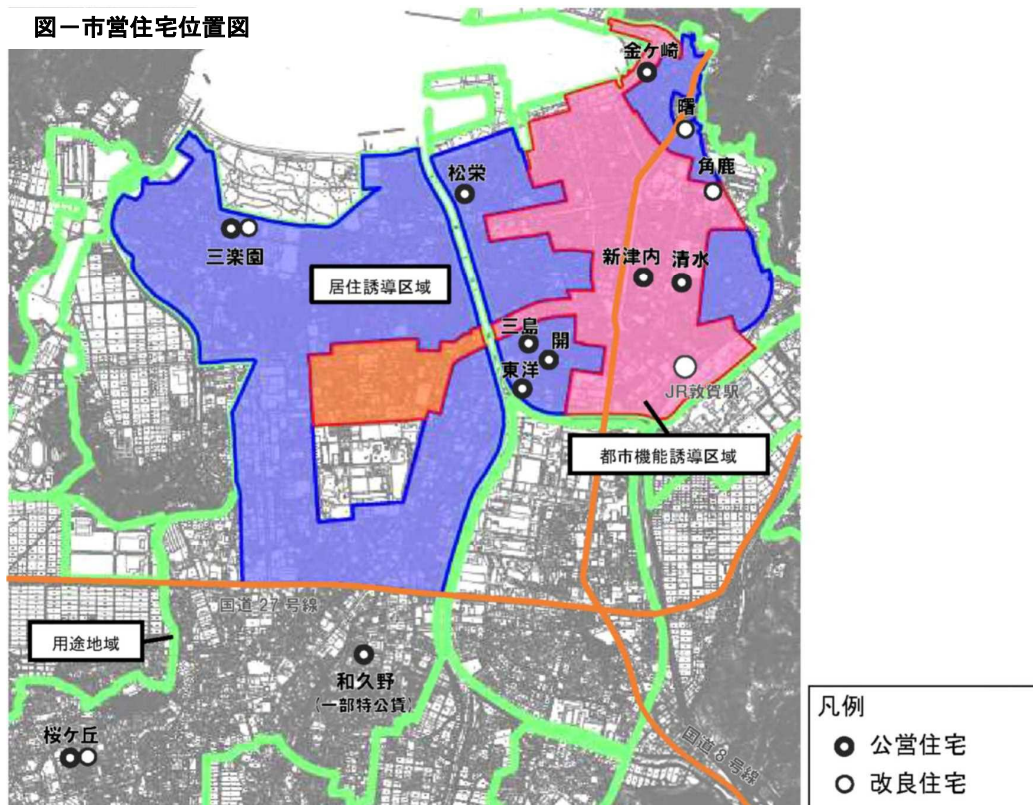 図－市営住宅位置図
金ケ崎
曙
松栄
角鹿
三楽園
新津内
清水
居住誘導区域
三島
開
東洋
JR敦賀駅
都市機能誘導区域
国道27号線
用途地域
和久野
(一部特公賃)
桜ケ丘
国道8号線
凡例
公営住宅
改良住宅